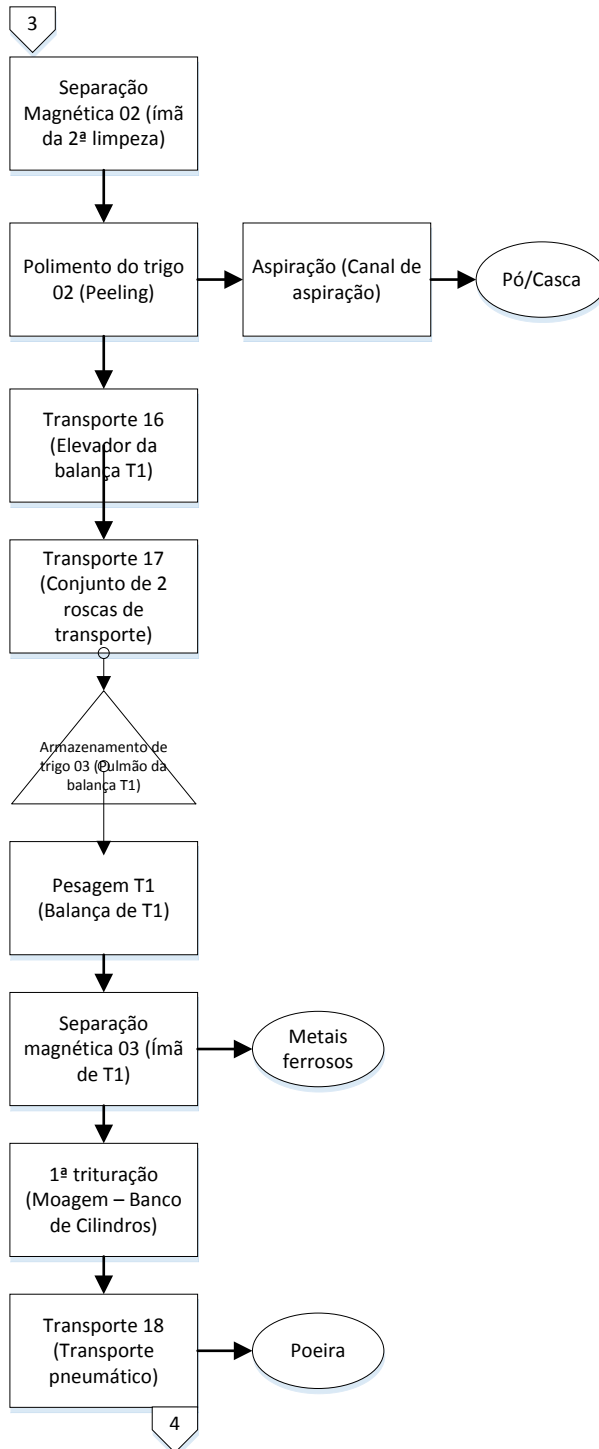 3
Separação
Magnética 02 (ímã
da 2ª limpeza)
Polimento do trigo
02 (Peeling)
Aspiração (Canal de
aspiração)
Pó/Casca
Transporte 16
(Elevador da
balança T1)
Transporte 17
(Conjunto de 2
roscas de
transporte)
Armazenamento de
trigo 03 (Pulmão da
balança T1)
Pesagem T1
(Balança de T1)
Separação
magnética 03 (Ímã
de T1)
Metais
ferrosos
1ª trituração
(Moagem – Banco
de Cilindros)
Transporte 18
(Transporte
pneumático)
Poeira
4